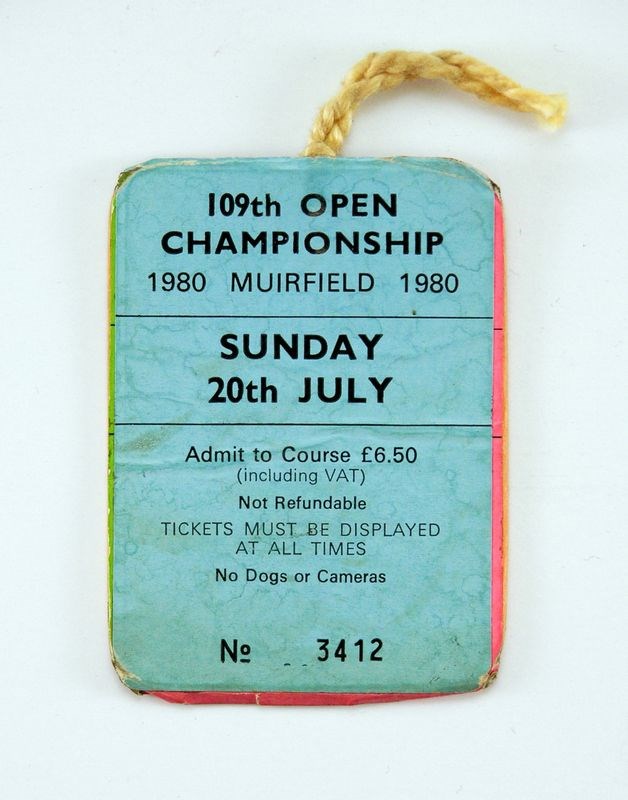 109th OPEN
CHAMPIONSHIP
1980 MUIRFIELD 1980
SUNDAY
20th JULY
Admit to Course £6.50
(including VAT)
Not Refundable
TICKETS MUST BE DISPLAYED
AT ALL TIMES
No Dogs or Cameras
№ 3412